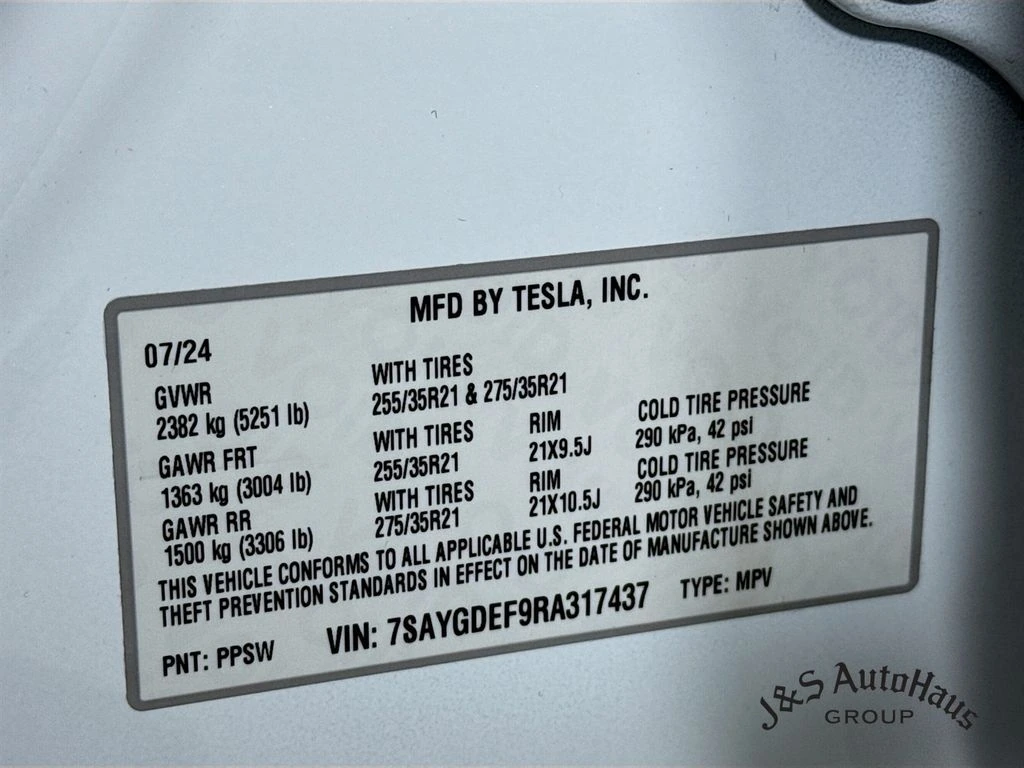 MFD BY TESLA, INC.
07/24
GVWR WITH TIRES
2382 kg (5251 lb) 255/35R21 & 275/35R21
GAWR FRT WITH TIRES RIM COLD TIRE PRESSURE
1363 kg (3004 lb) 255/35R21 21X9.5J 290 kPa, 42 psi
GAWR RR WITH TIRES RIM COLD TIRE PRESSURE
1500 kg (3306 lb) 275/35R21 21X10.5J 290 kPa, 42 psi
THIS VEHICLE CONFORMS TO ALL APPLICABLE U.S. FEDERAL MOTOR VEHICLE SAFETY AND
THEFT PREVENTION STANDARDS IN EFFECT ON THE DATE OF MANUFACTURE SHOWN ABOVE.
PNT: PPSW VIN: 7SAYGDEF9RA317437 TYPE: MPV
J&S AutoHaus
GROUP